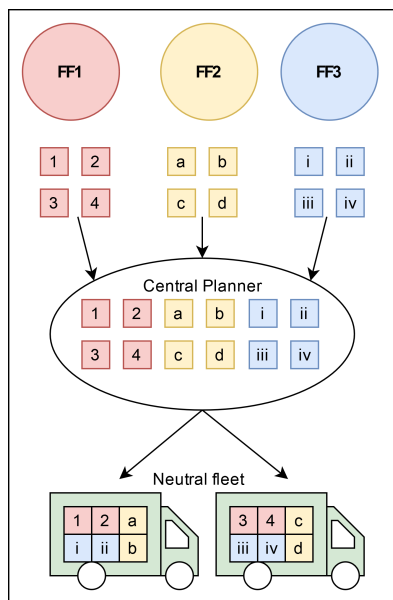 FF1 FF2 FF3
1 2 a b i ii
3 4 c d iii iv
Central Planner
1 2 a b i ii
3 4 c d iii iv
Neutral fleet
1 2 a 3 4 c
i ii b iii iv d